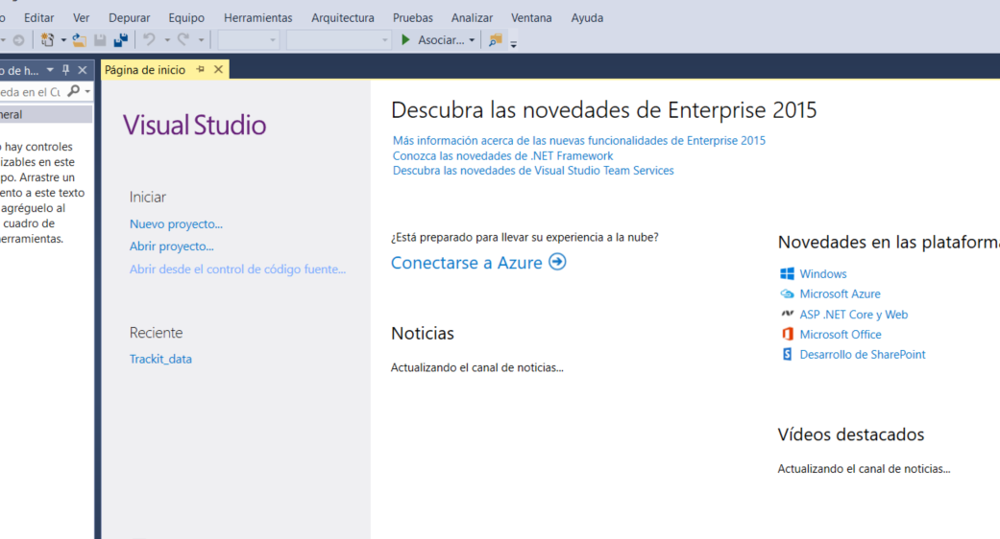 o Editar Ver Depurar Equipo Herramientas Arquitectura Pruebas Analizar Ventana Ayuda
Asociar...
o de h...
Página de inicio
eda en el Cu
neral
hay controles
izables en este
po. Arrastre un
ento a este texto
agréguelo al
cuadro de
erramientas.
Visual Studio
Iniciar
Nuevo proyecto...
Abrir proyecto...
Abrir desde el control de código fuente...
Reciente
Trackit_data
Descubra las novedades de Enterprise 2015
Más información acerca de las nuevas funcionalidades de Enterprise 2015
Conozca las novedades de .NET Framework
Descubra las novedades de Visual Studio Team Services
¿Está preparado para llevar su experiencia a la nube?
Conectarse a Azure
Noticias
Actualizando el canal de noticias...
Novedades en las plataforma
Windows
Microsoft Azure
ASP .NET Core y Web
Microsoft Office
Desarrollo de SharePoint
Vídeos destacados
Actualizando el canal de noticias...